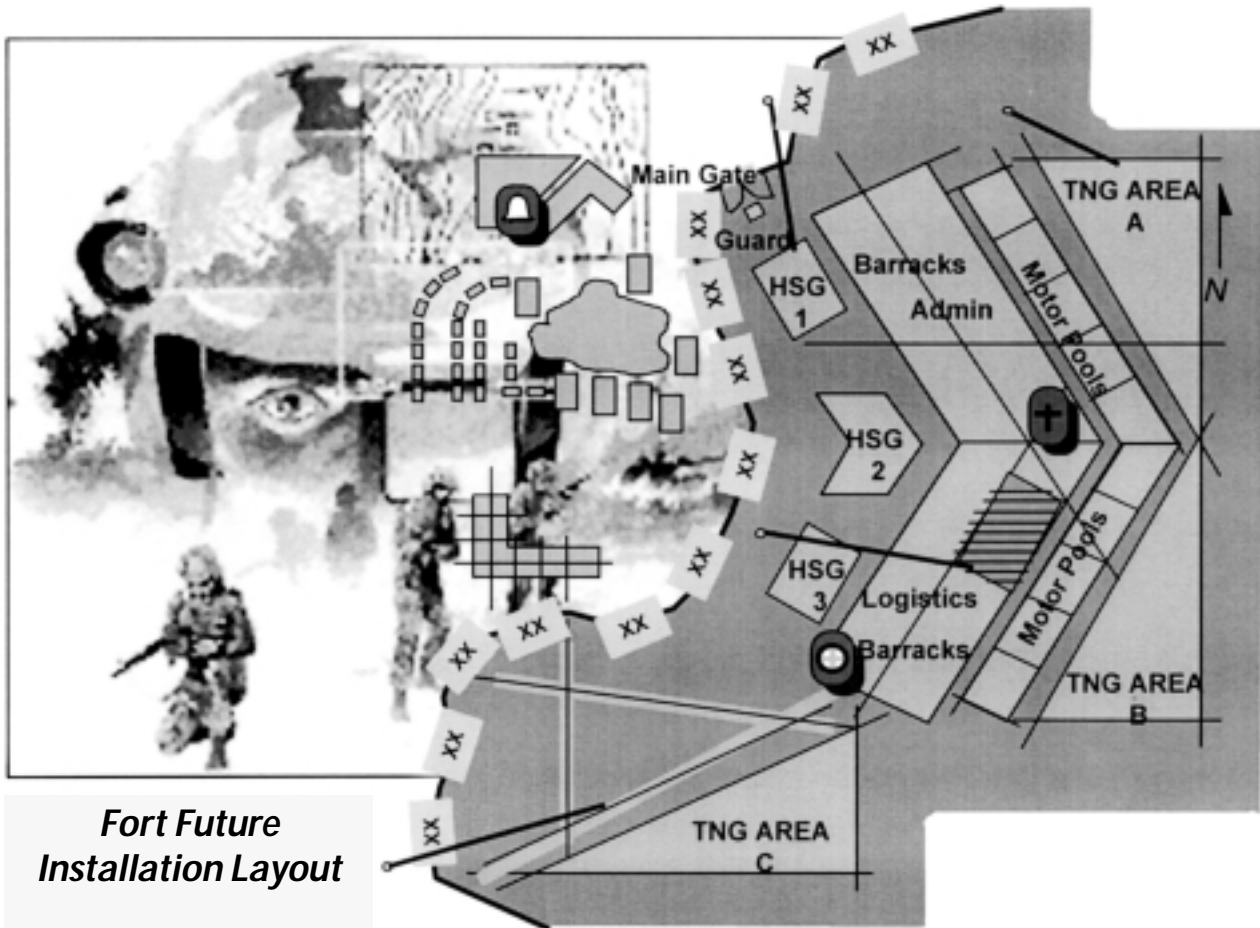 XX
XX
Main Gate
TNG AREA
A
XX
Guard
N
Barracks
HSG
1
Motor Pools
XX
Admin
XX
HSG
2
XX
Motor Pools
XX
HSG
3
Logistics
XX
XX
XX
Barracks
TNG AREA
B
XX
XX
Fort Future
Installation Layout
TNG AREA
C